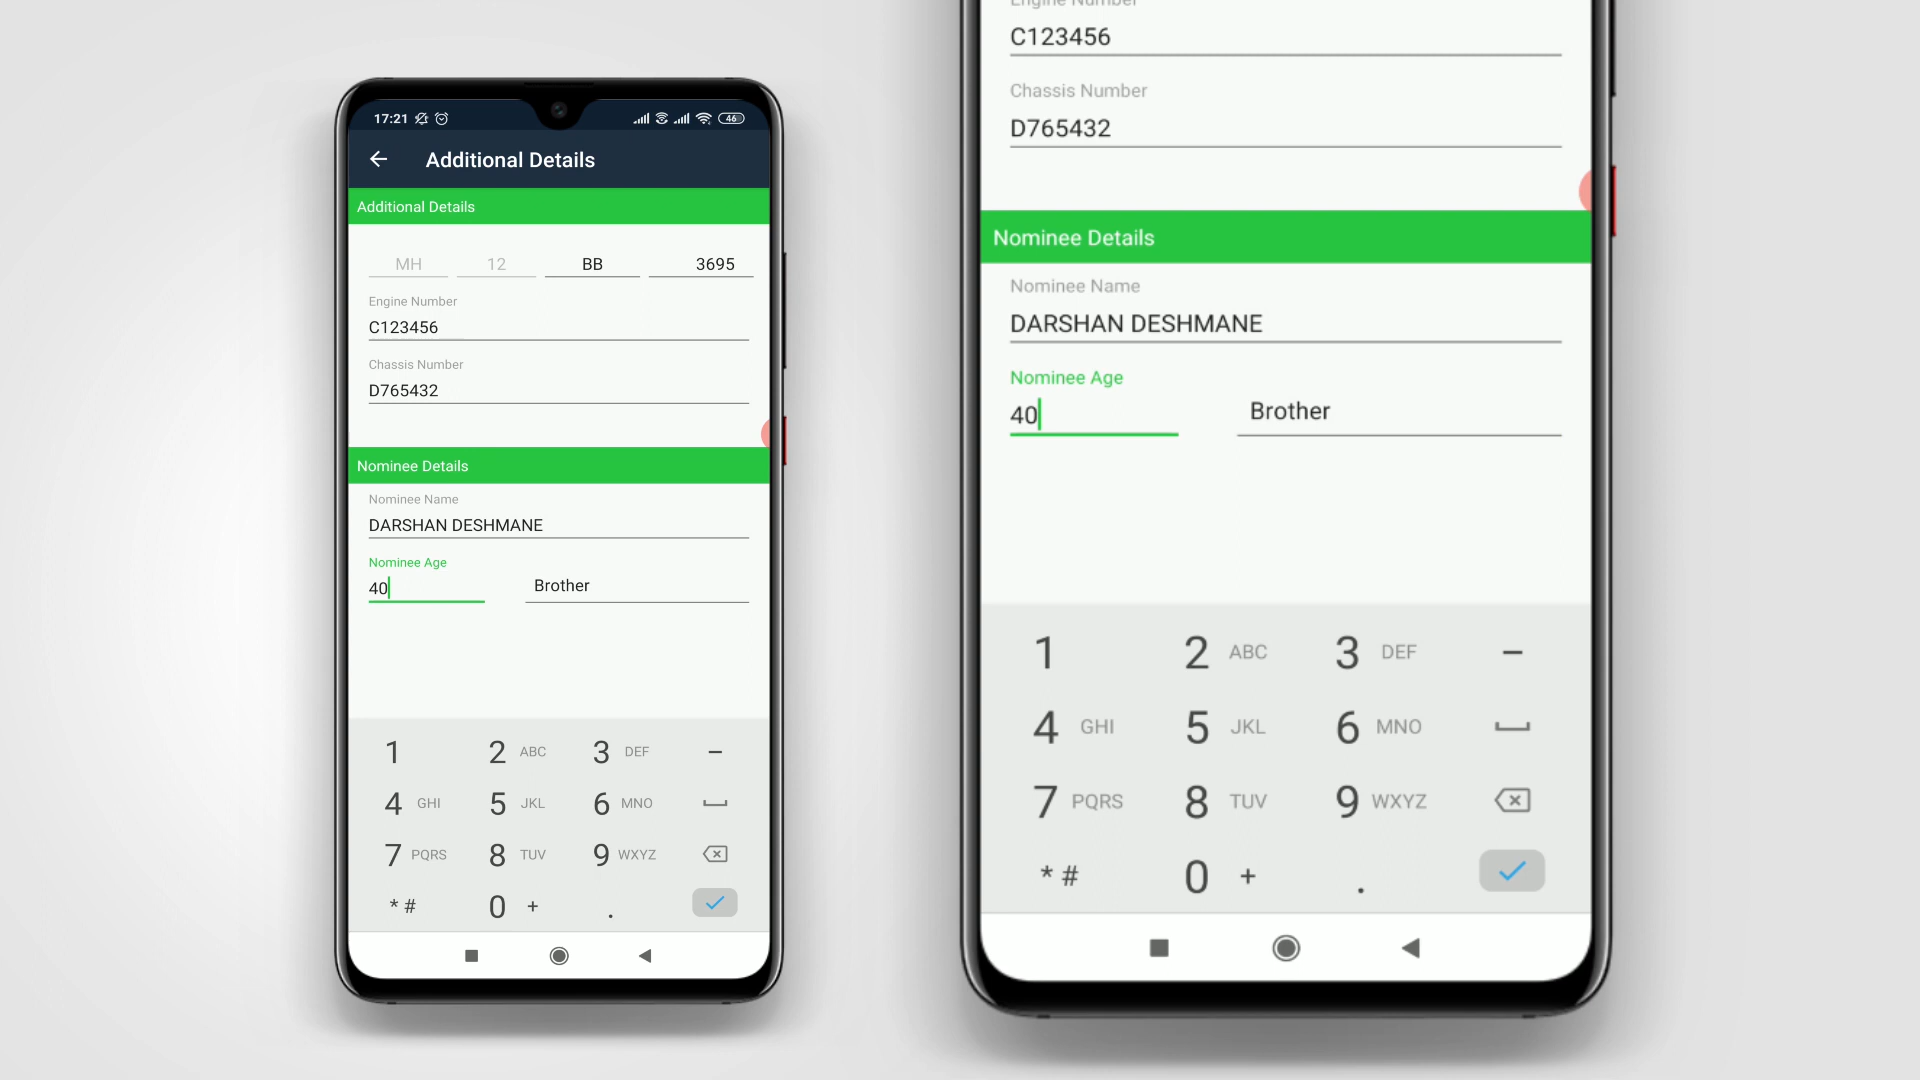 17:21
46
Additional Details
Additional Details
MH 12 BB 3695
Engine Number
C123456
Chassis Number
D765432
Nominee Details
Nominee Name
DARSHAN DESHMANE
Nominee Age
40 Brother
1 2 ABC 3 DEF –
4 GHI 5 JKL 6 MNO
7 PQRS 8 TUV 9 WXYZ
* # 0 + .
Engine Number
C123456
Chassis Number
D765432
Nominee Details
Nominee Name
DARSHAN DESHMANE
Nominee Age
40 Brother
1 2 ABC 3 DEF –
4 GHI 5 JKL 6 MNO
7 PQRS 8 TUV 9 WXYZ
* # 0 + .